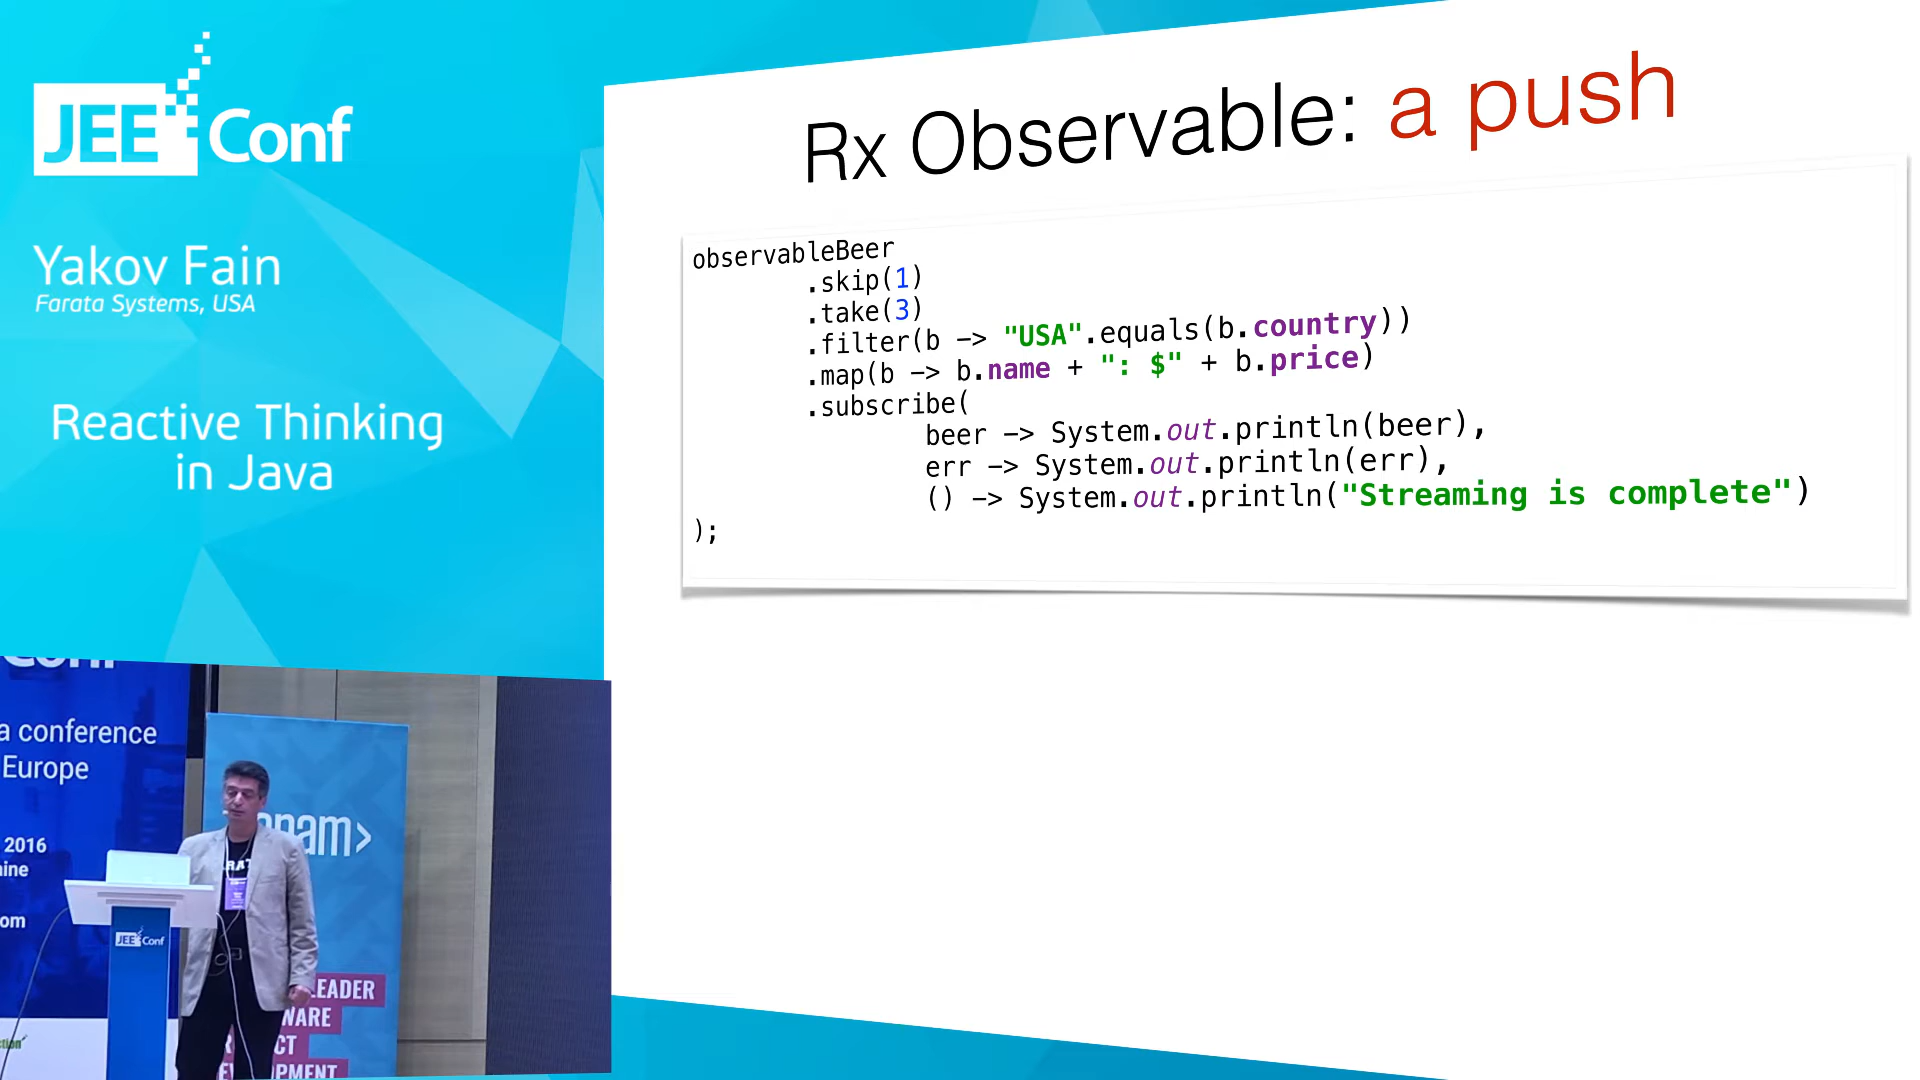 JEE Conf
Yakov Fain
Farata Systems, USA
Reactive Thinking
in Java
Rx Observable: a push
observableBeer
.skip(1)
.take(3)
.filter(b -> "USA".equals(b.country))
.map(b -> b.name + ": $" + b.price)
.subscribe(
beer -> System.out.println(beer),
err -> System.out.println(err),
() -> System.out.println("Streaming is complete")
);
a conference
Europe
2016
JEE Conf